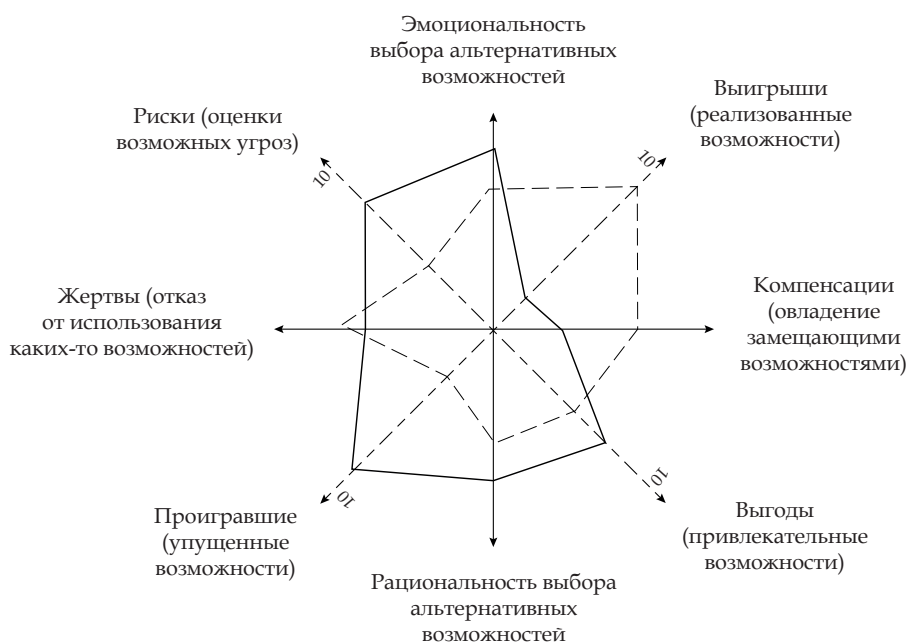 Эмоциональность
выбора альтернативных
возможностей
Выигрыши
(реализованные
возможности)
Риски (оценки
возможных угроз)
10
10
Жертвы (отказ
от использования
каких-то возможностей)
Компенсации
(овладение
замещающими
возможностями)
10
10
Проигравшие
(упущенные
возможности)
Выгоды
(привлекательные
возможности)
Рациональность выбора
альтернативных
возможностей